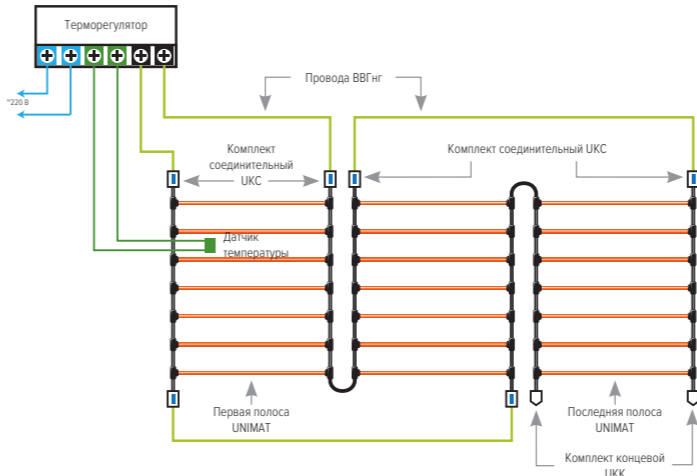 Терморегулятор
~220 В
Провода ВВГнг
Комплект
соединительный
UKC
Комплект соединительный UKC
Датчик
температуры
Первая полоса
UNIMAT
Последняя полоса
UNIMAT
Комплект концевой
UKK